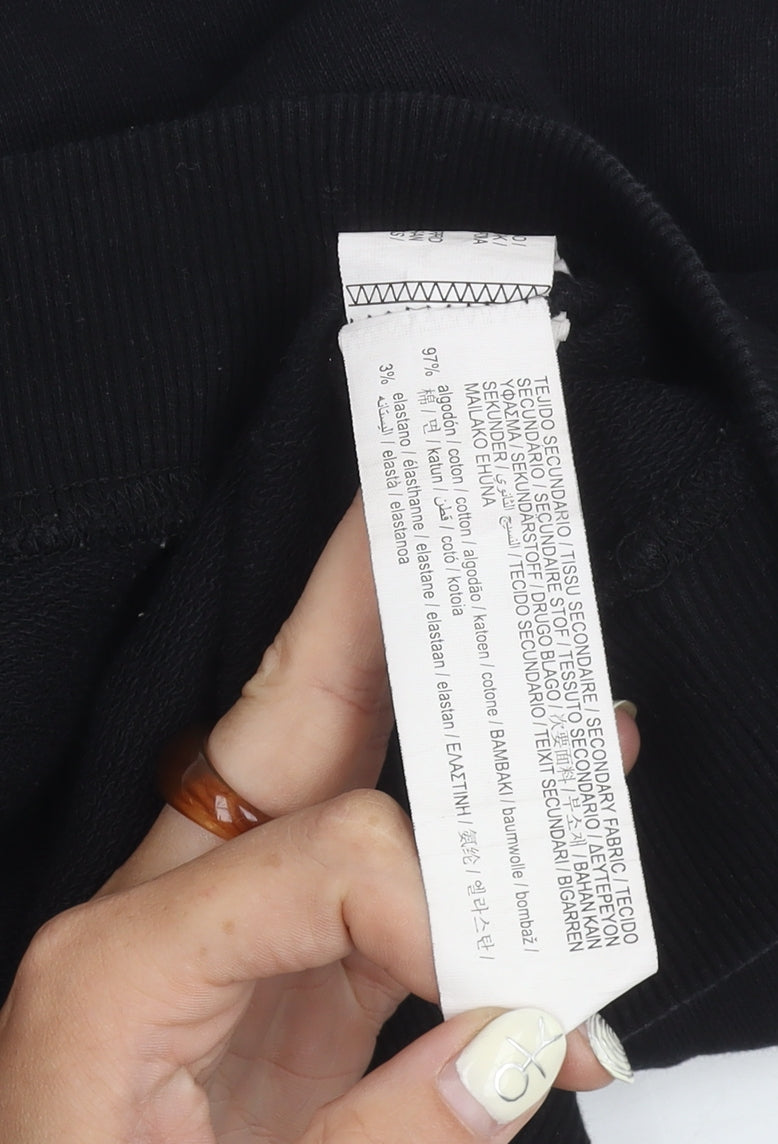 TEJIDO SECUNDARIO / TISSU SECONDAIRE / SECONDARY FABRIC / TECIDO
SECUNDÁRIO / SECUNDAIRE STOF / TESSUTO SECONDARIO / ΔΕΥΤΕΡΕΥΟΝ
ΥΦΑΣΜΑ / SEKUNDÄRSTOFF / DRUGO BLAGO / 次要面料 / 부소재 / BAHAN KAIN
SEKUNDER / النسيج الثانوي / TECIDO SECUNDARIO / TEIXIT SECUNDARI / BIGARREN
MAILAKO EHUNA
97% algodón / coton / cotton / algodão / katoen / cotone / ΒΑΜΒΑΚΙ / baumwolle / bombaž /
棉 / 면 / katun / قطن / cotó / kotoia
3% elastano / élasthanne / elastane / elastaan / elastan / ΕΛΑΣΤΙΝΗ / 氨纶 / 엘라스탄 /
اليستانه / elastà / elastanoa